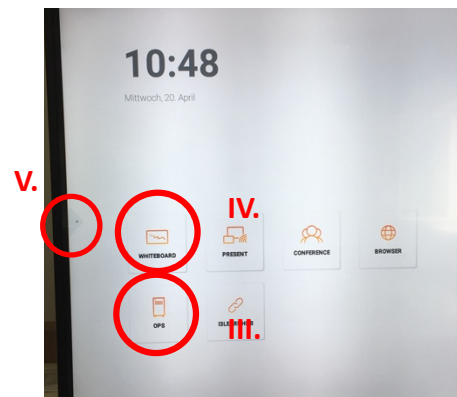 10:48
Mittwoch, 20. April
V.
IV.
WHITEBOARD
PRESENT
CONFERENCE
BROWSER
OPS
III.